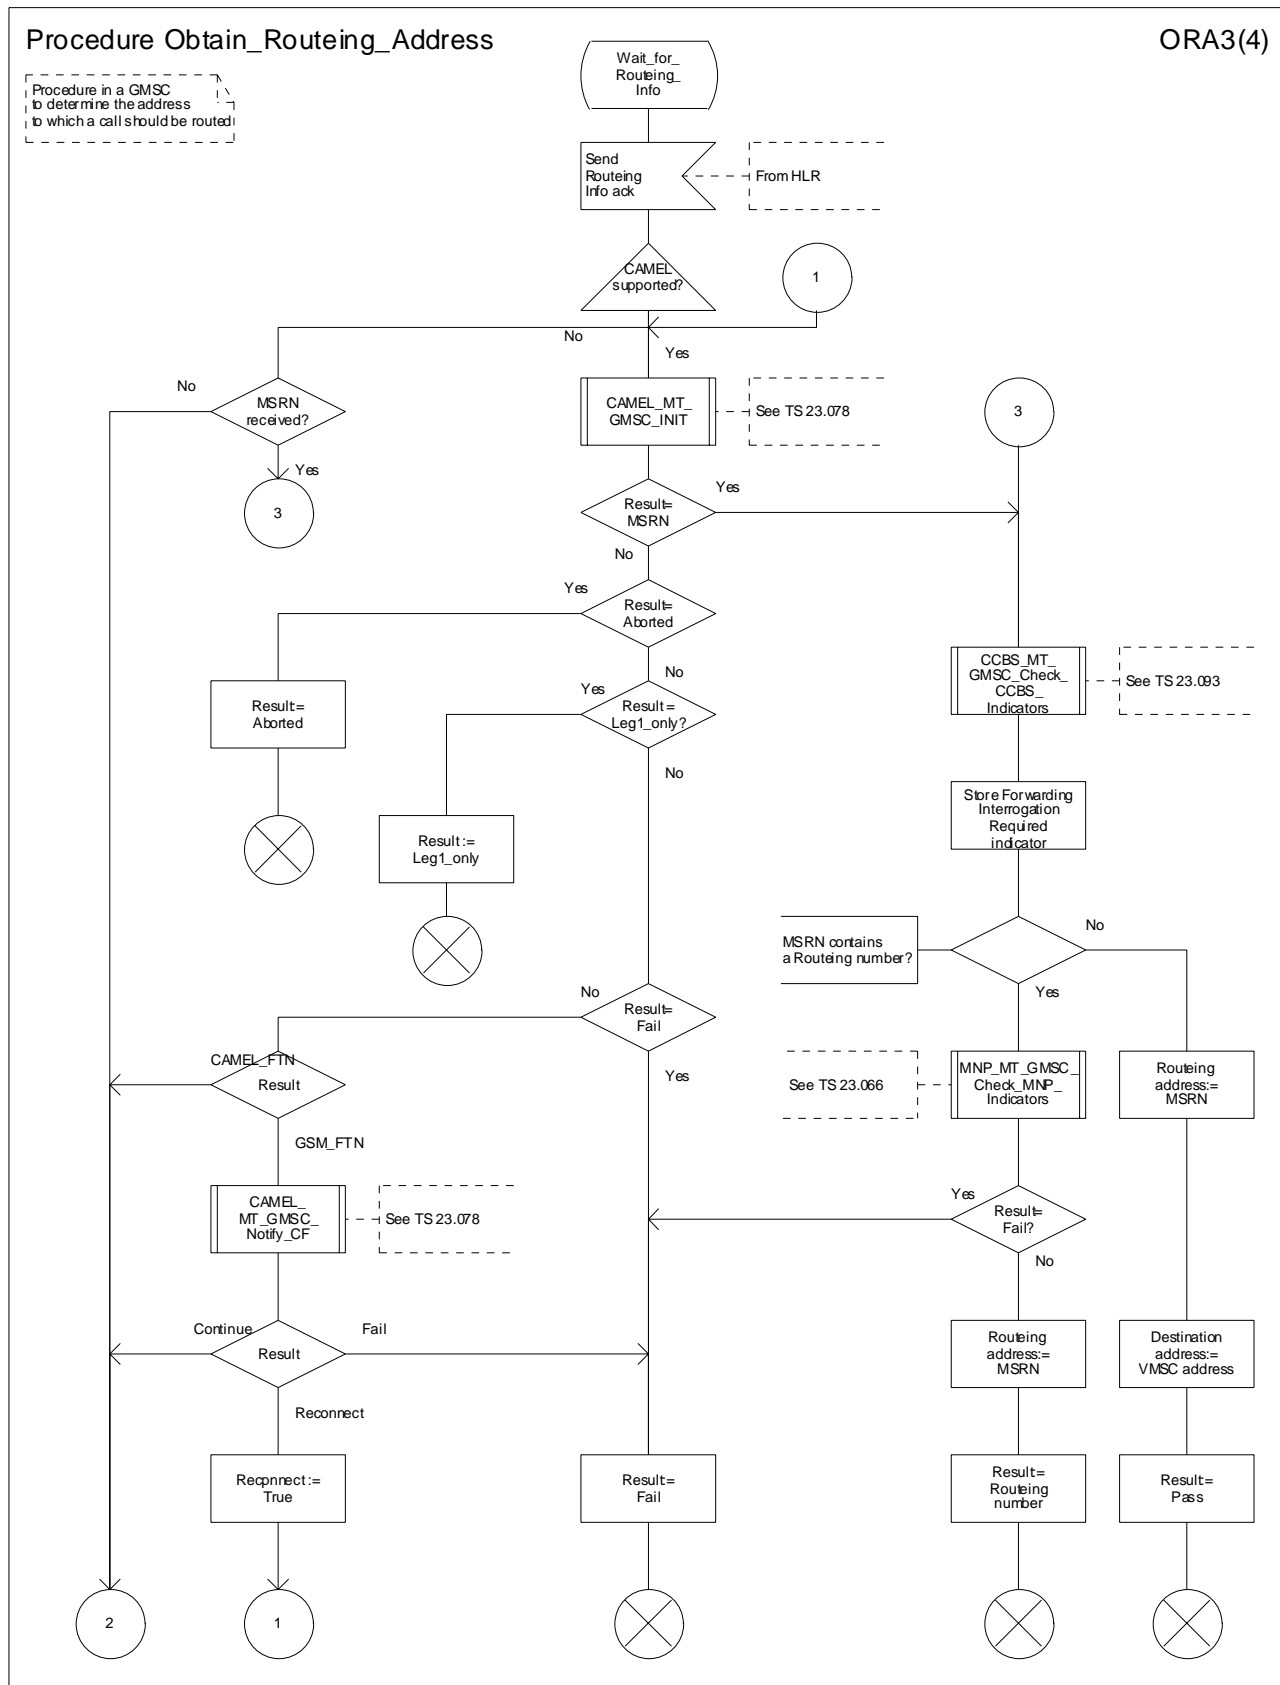 Procedure Obtain_Routeing_Address
ORA3(4)
Procedure in a GMSC
to determine the address
to which a call should be routed
Wait_for_
Routeing_
Info
Send
Routeing
Info ack
From HLR
CAMEL
supported?
1
No
Yes
No
MSRN
received?
Yes
3
CAMEL_MT_
GMSC_INIT
See TS 23.078
3
Result=
MSRN
Yes
No
Yes
Result=
Aborted
No
Result:=
Aborted
Yes
Result =
Leg1_only?
No
CCBS_MT_
GMSC_Check_
CCBS_
Indicators
See TS 23.093
Result :=
Leg1_only
Store Forwarding
Interrogation
Required
indicator
MSRN contains
a Routeing number?
No
Yes
No
Result=
Fail
Yes
CAMEL_FTN
Result
GSM_FTN
See TS 23.066
MNP_MT_GMSC_
Check_MNP_
Indicators
Routeing
address:=
MSRN
CAMEL_
MT_GMSC_
Notify_CF
See TS 23.078
Yes
Result=
Fail?
No
Continue
Result
Fail
Reconnect
Routeing
address:=
MSRN
Destination
address:=
VMSC address
Recpnnect :=
True
Result:=
Fail
Result:=
Routeing
number
Result:=
Pass
2
1